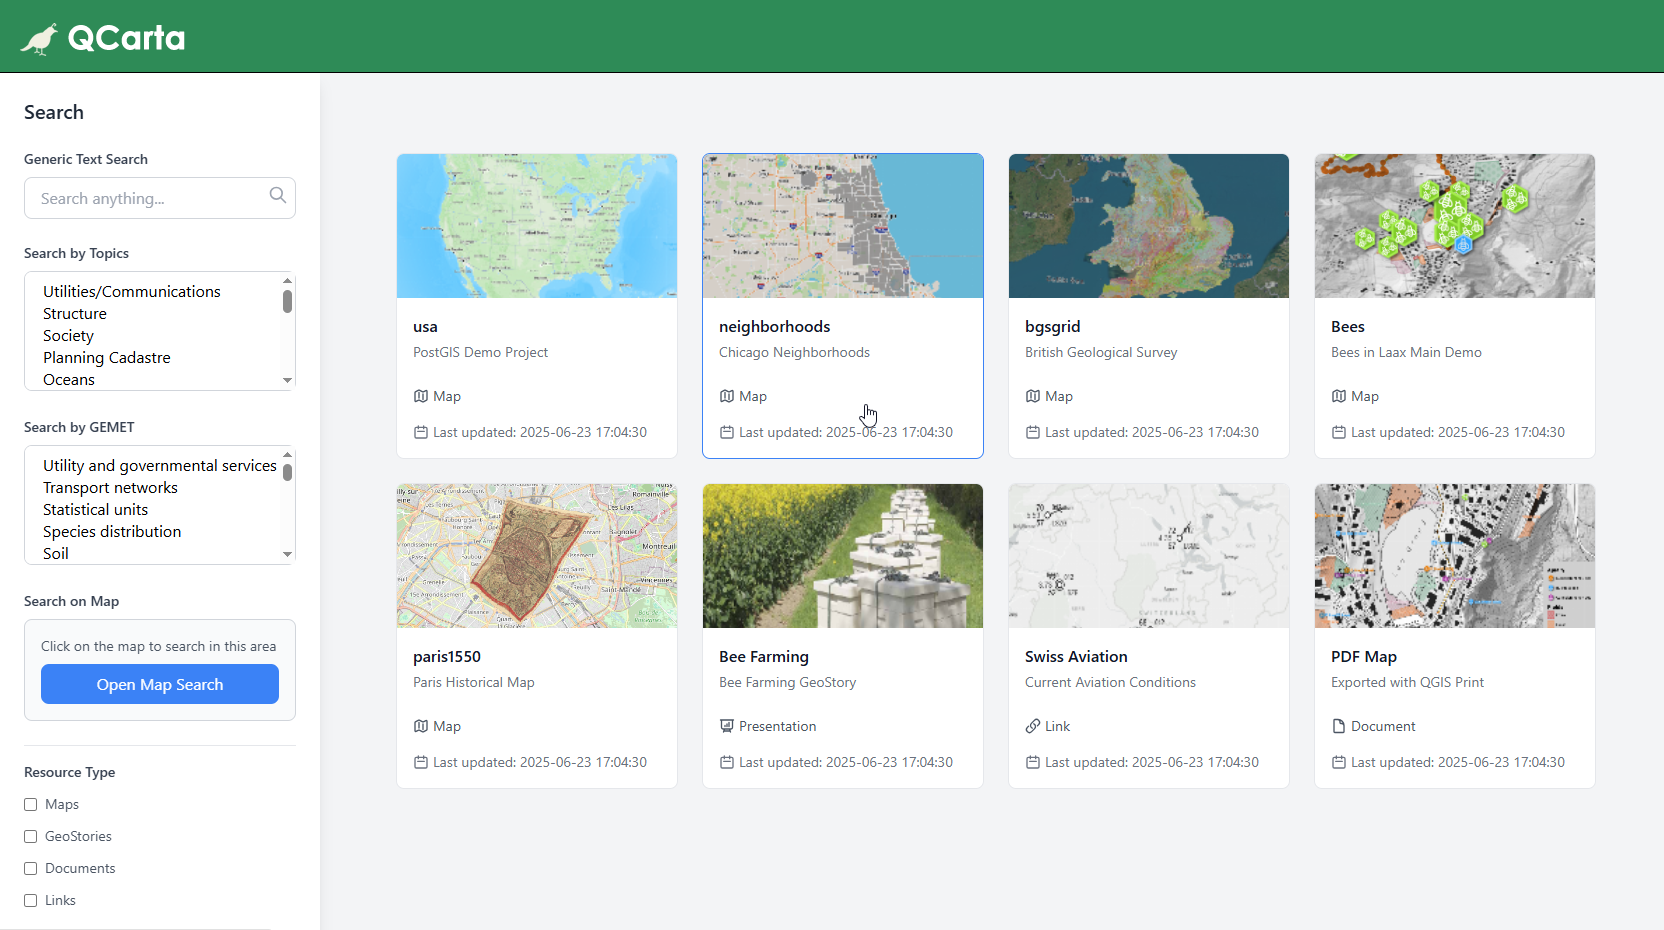 QCarta
Search
Generic Text Search
Search anything...
Search by Topics
Utilities/Communications
Structure
Society
Planning Cadastre
Oceans
Search by GEMET
Utility and governmental services
Transport networks
Statistical units
Species distribution
Soil
Search on Map
Click on the map to search in this area
Open Map Search
Resource Type
Maps
GeoStories
Documents
Links
usa
PostGIS Demo Project
Map
Last updated: 2025-06-23 17:04:30
neighborhoods
Chicago Neighborhoods
Map
Last updated: 2025-06-23 17:04:30
bgsgrid
British Geological Survey
Map
Last updated: 2025-06-23 17:04:30
Bees
Bees in Laax Main Demo
Map
Last updated: 2025-06-23 17:04:30
Romainville
Les Lilas
Montreuil
Vincennes
Saint-Mandé
paris1550
Paris Historical Map
Map
Last updated: 2025-06-23 17:04:30
Bee Farming
Bee Farming GeoStory
Presentation
Last updated: 2025-06-23 17:04:30
SWITZERLAND
Swiss Aviation
Current Aviation Conditions
Link
Last updated: 2025-06-23 17:04:30
PDF Map
Exported with QGIS Print
Document
Last updated: 2025-06-23 17:04:30